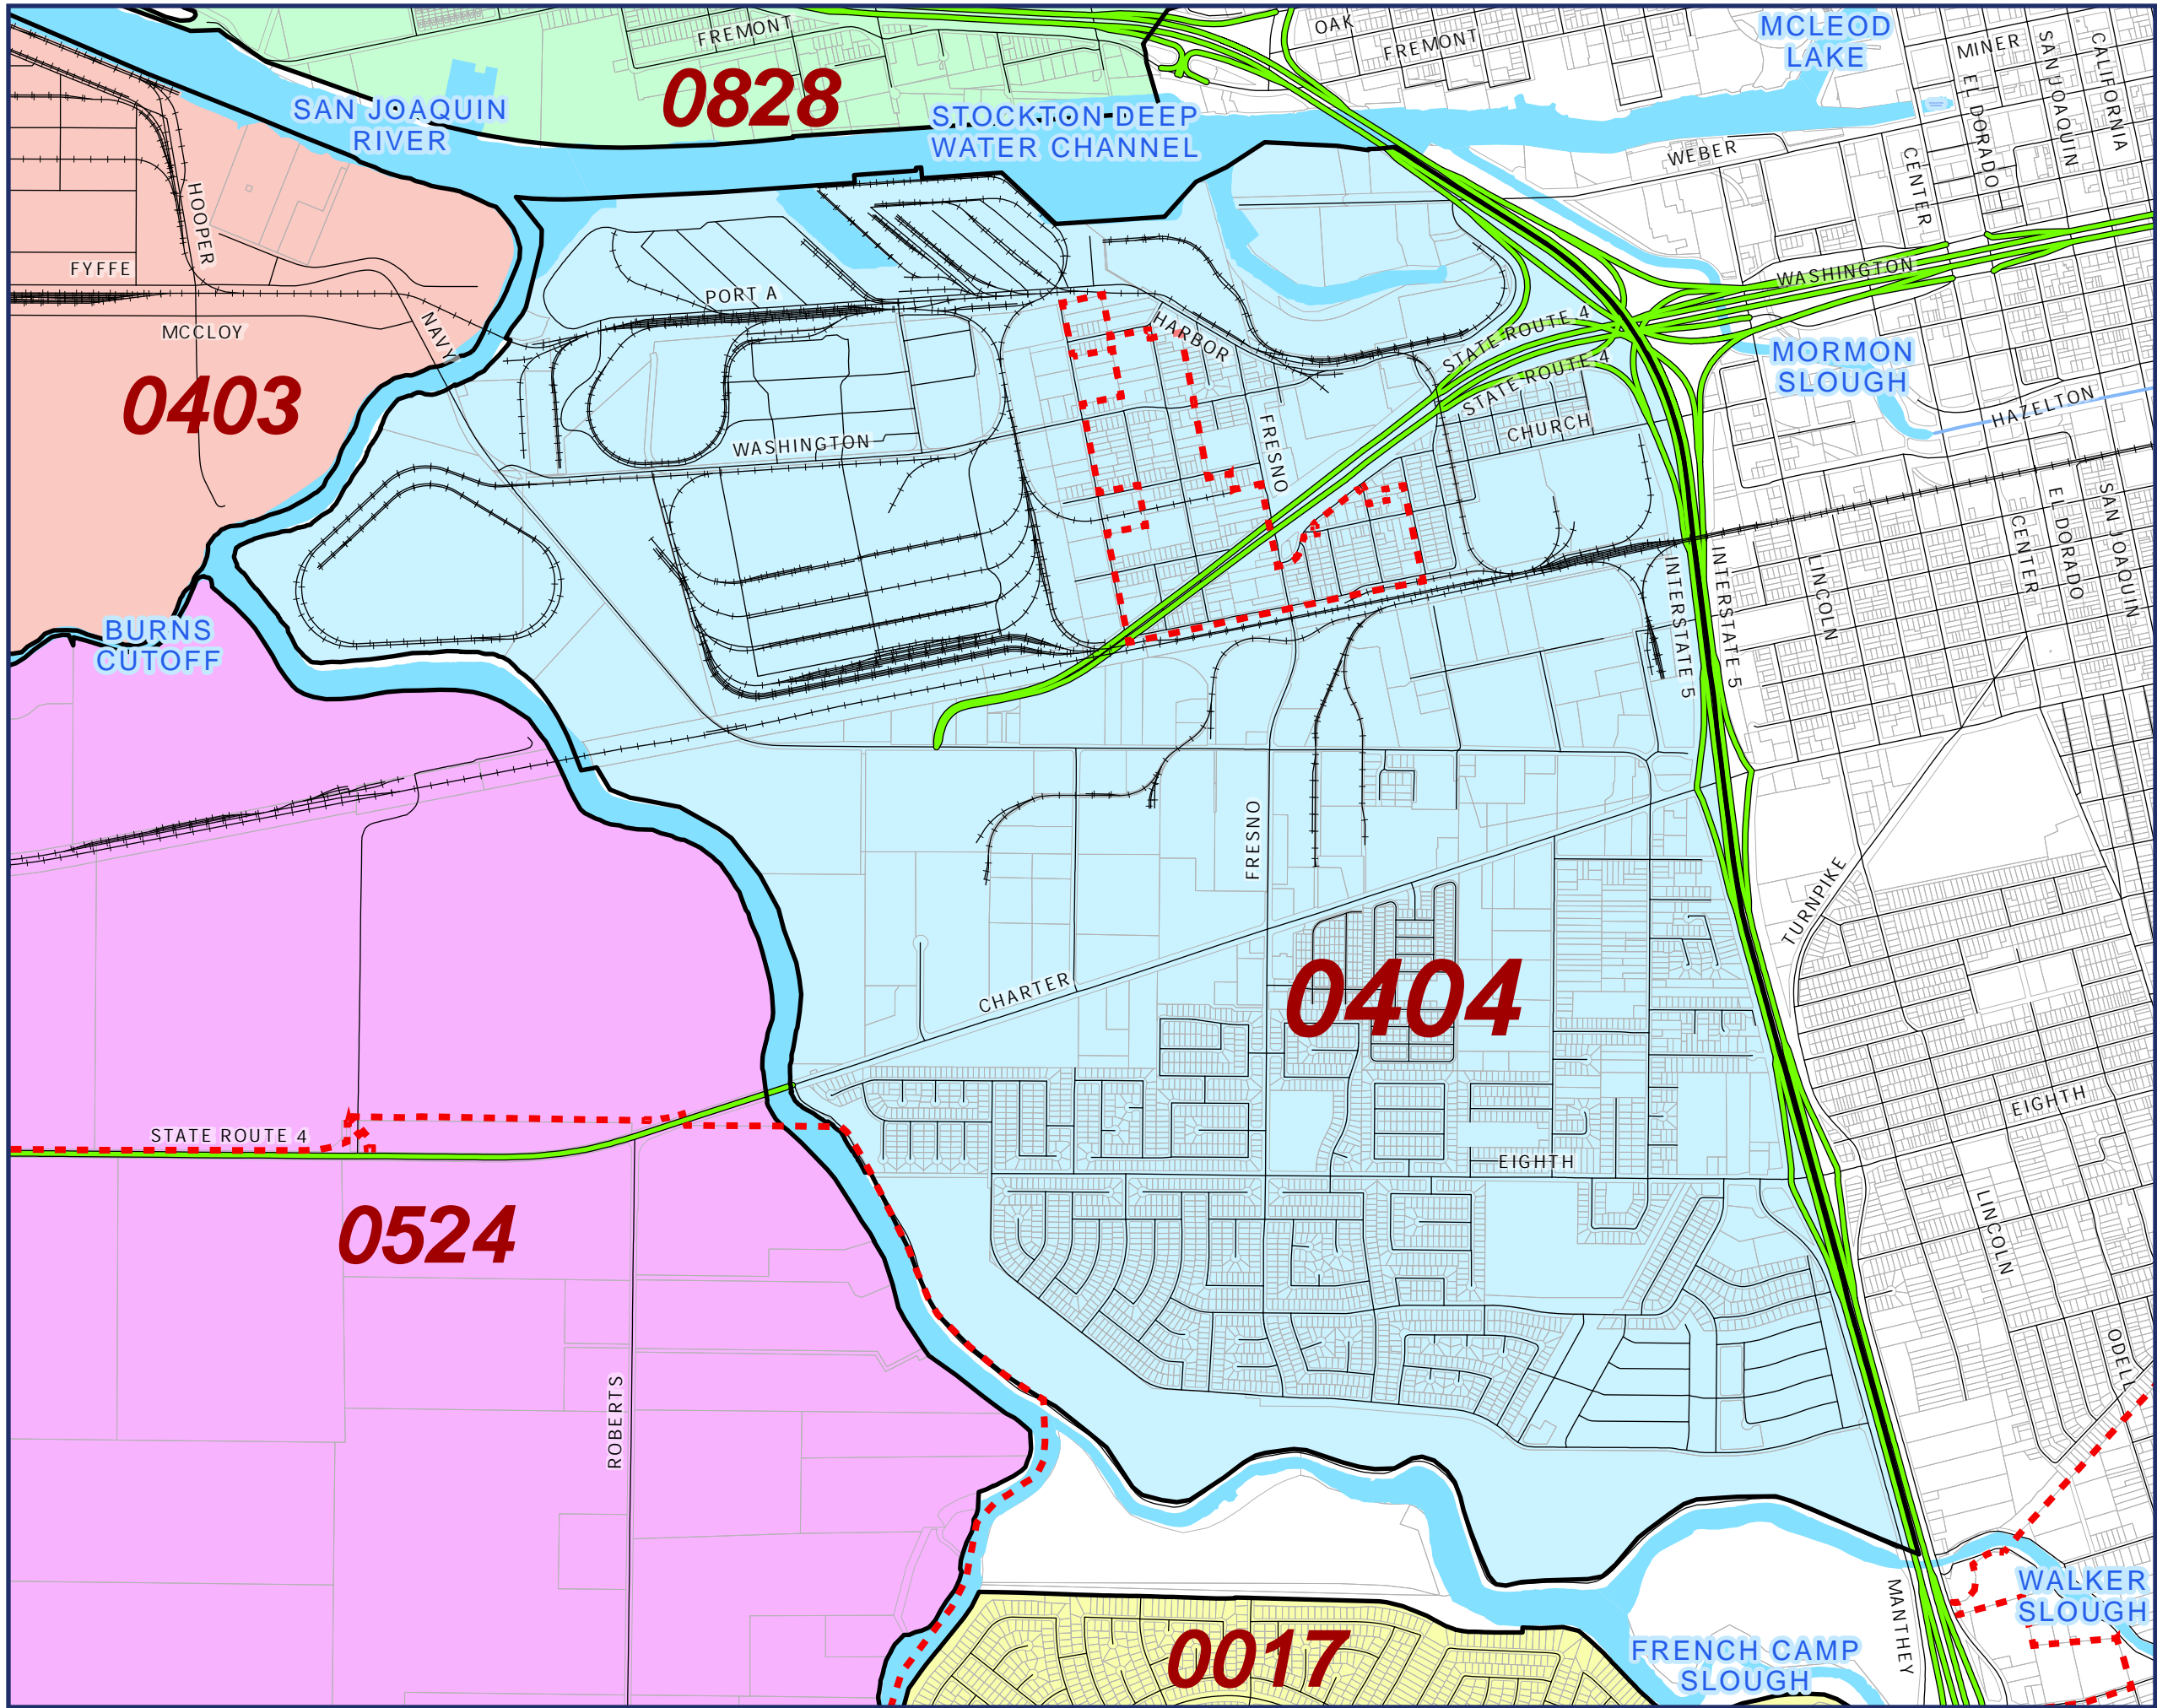 OAK
FREMONT
FREMONT
MCLEOD
LAKE
MINER
SAN JOAQUIN
CALIFORNIA
EL DORADO
0828
SAN JOAQUIN
RIVER
STOCKTON DEEP
WATER CHANNEL
WEBER
CENTER
HOOPER
FYFFE
PORT A
WASHINGTON
MCCLOY
NAVY
HARBOR
STATE ROUTE 4
STATE ROUTE 4
MORMON
SLOUGH
0403
HAZELTON
WASHINGTON
FRESNO
CHURCH
CENTER
EL DORADO
SAN JOAQUIN
INTERSTATE 5
INTERSTATE 5
LINCOLN
BURNS
CUTOFF
FRESNO
TURNPIKE
CHARTER
0404
STATE ROUTE 4
EIGHTH
EIGHTH
0524
LINCOLN
ROBERTS
ODELL
MANTHEY
WALKER
SLOUGH
0017
FRENCH CAMP
SLOUGH